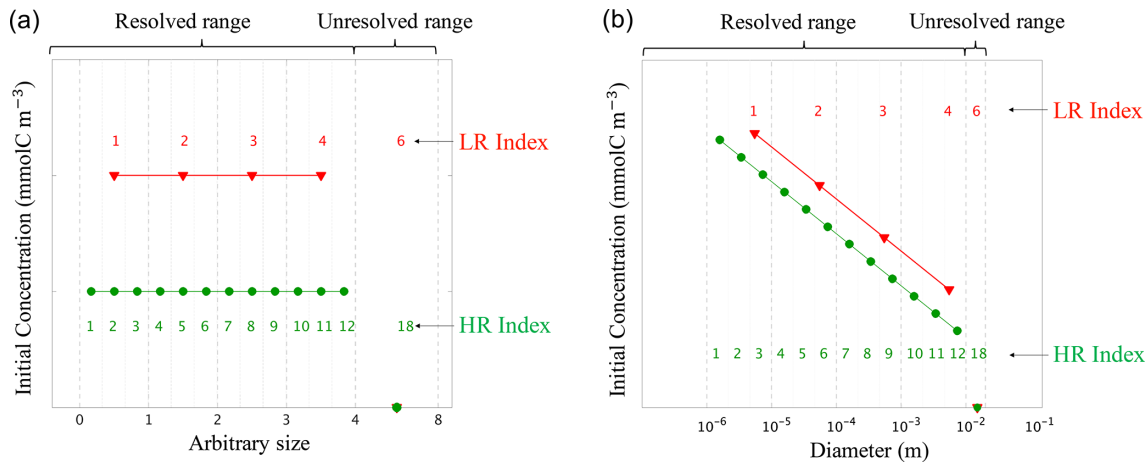 (a)
Resolved range
Unresolved range
Initial Concentration (mmolC m⁻³)
1 2 3 4 6
LR Index
1 2 3 4 5 6 7 8 9 10 11 12 18
HR Index
0 1 2 3 4 8
Arbitrary size
(b)
Resolved range
Unresolved range
Initial Concentration (mmolC m⁻³)
1 2 3 4 6
LR Index
1 2 3 4 5 6 7 8 9 10 11 12 18
HR Index
10⁻⁶ 10⁻⁵ 10⁻⁴ 10⁻³ 10⁻² 10⁻¹
Diameter (m)